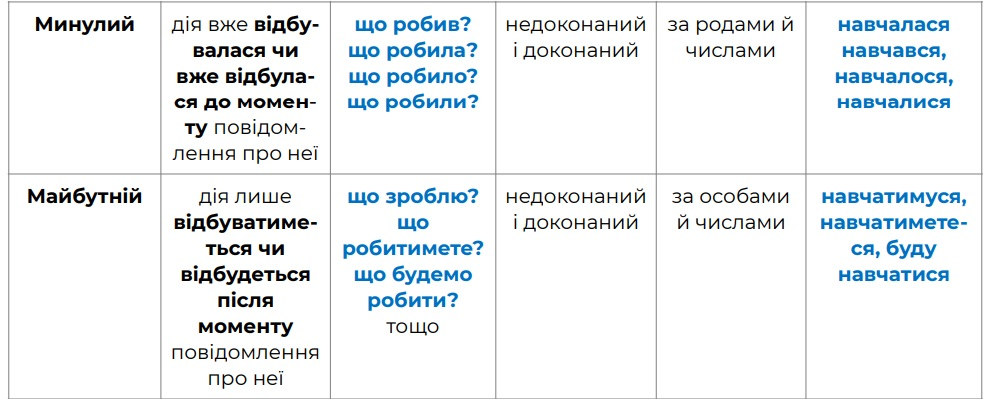 Минулий
дія вже відбу-
валася чи
вже відбула-
ся до момен-
ту повідом-
лення про неї
що робив?
що робила?
що робило?
що робили?
недоконаний
і доконаний
за родами й
числами
навчалася
навчався,
навчалося,
навчалися
Майбутній
дія лише
відбуватиме-
ться чи
відбудеться
після
моменту
повідомлення
про неї
що зроблю?
що
робитимете?
що будемо
робити?
тощо
недоконаний
і доконаний
за особами
й числами
навчатимуся,
навчатимете-
ся, буду
навчатися